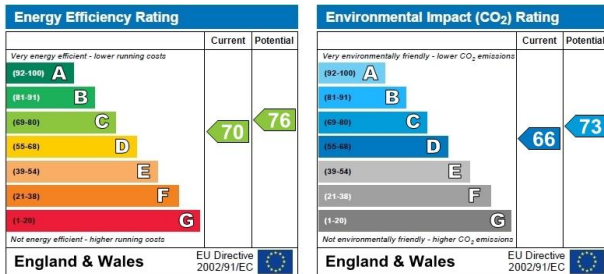 Energy Efficiency Rating
Current Potential
Very energy efficient - lower running costs
(92-100) A
(81-91) B
(69-80) C
(55-68) D
(39-54) E
(21-38) F
(1-20) G
70
76
Not energy efficient - higher running costs
England & Wales
EU Directive
2002/91/EC
Environmental Impact (CO₂) Rating
Current Potential
Very environmentally friendly - lower CO₂ emissions
(92-100) A
(81-91) B
(69-80) C
(55-68) D
(39-54) E
(21-38) F
(1-20) G
66
73
Not environmentally friendly - higher CO₂ emissions
England & Wales
EU Directive
2002/91/EC